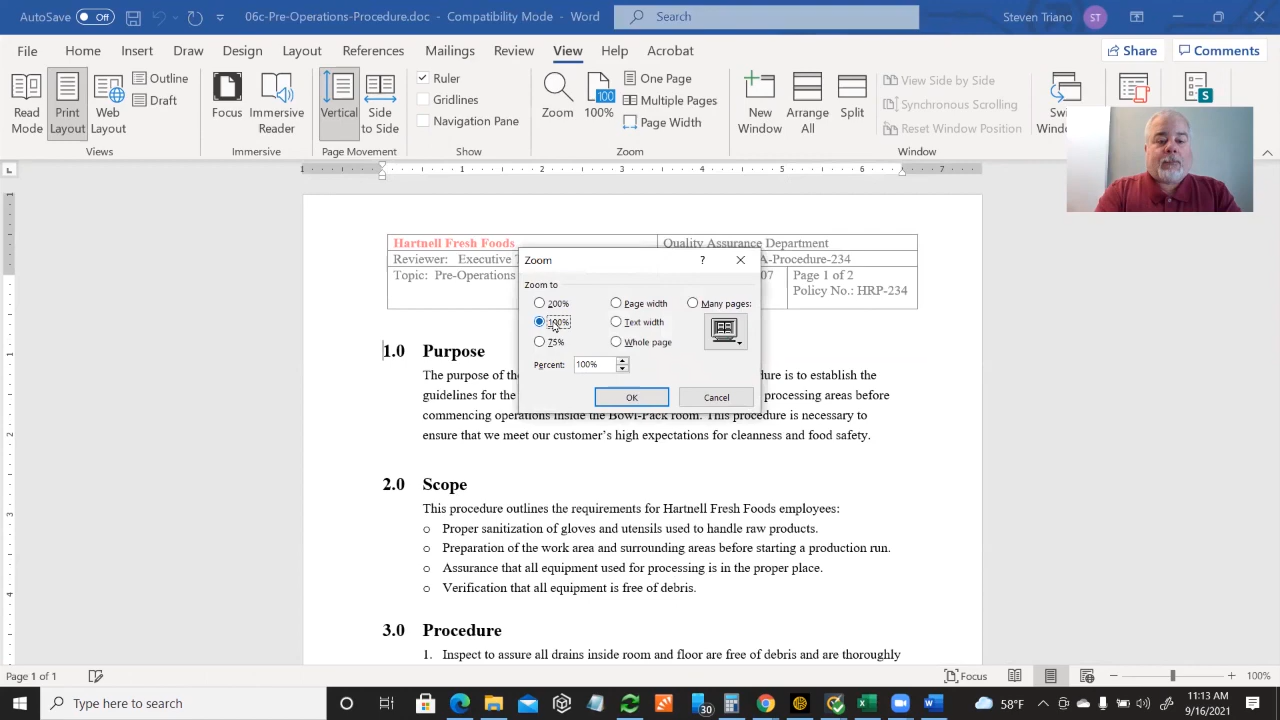 AutoSave Off 06c-Pre-Operations-Procedure.doc - Compatibility Mode - Word Search Steven Triano ST
File Home Insert Draw Design Layout References Mailings Review View Help Acrobat Share Comments
Read Mode
Print Layout
Web Layout
Outline
Draft
Views
Focus
Immersive Reader
Immersive
Vertical
Side to Side
Page Movement
Ruler
Gridlines
Navigation Pane
Show
Zoom
100
100%
One Page
Multiple Pages
Page Width
Zoom
New Window
Arrange All
Split
View Side by Side
Synchronous Scrolling
Reset Window Position
Window
1 1 2 3 4 5 6 7
Hartnell Fresh Foods Quality Assurance Department
Reviewer: Executive A-Procedure-234
Topic: Pre-Operations 07 Page 1 of 2
Policy No.: HRP-234
Zoom ?
Zoom to
200% Page width Many pages:
100% Text width
75% Whole page
Percent: 100%
OK Cancel
1.0 Purpose
The purpose of the dure is to establish the
guidelines for the processing areas before
commencing operations inside the Bowl-Pack room. This procedure is necessary to
ensure that we meet our customer's high expectations for cleanness and food safety.
2.0 Scope
This procedure outlines the requirements for Hartnell Fresh Foods employees:
o Proper sanitization of gloves and utensils used to handle raw products.
o Preparation of the work area and surrounding areas before starting a production run.
o Assurance that all equipment used for processing is in the proper place.
o Verification that all equipment is free of debris.
3.0 Procedure
1. Inspect to assure all drains inside room and floor are free of debris and are thoroughly
Page 1 of 1 Focus 100%
Type here to search 30 58°F 11:13 AM
9/16/2021